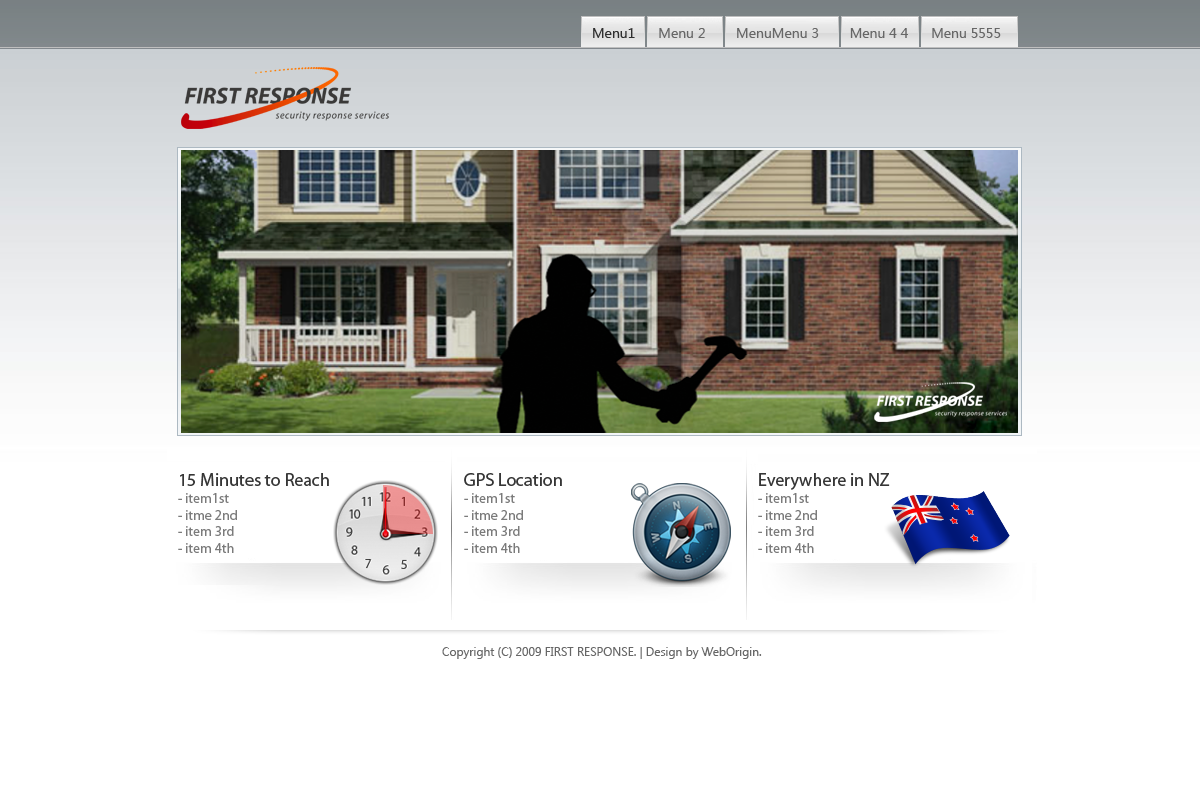 Menu1 Menu 2 MenuMenu 3 Menu 4 4 Menu 5555
FIRST RESPONSE
security response services
FIRST RESPONSE
security response services
15 Minutes to Reach
- item1st
- itme 2nd
- item 3rd
- item 4th
12 1 2 3 4 5 6 7 8 9 10 11
GPS Location
- item1st
- itme 2nd
- item 3rd
- item 4th
N E S W
Everywhere in NZ
- item1st
- itme 2nd
- item 3rd
- item 4th
Copyright (C) 2009 FIRST RESPONSE. | Design by WebOrigin.